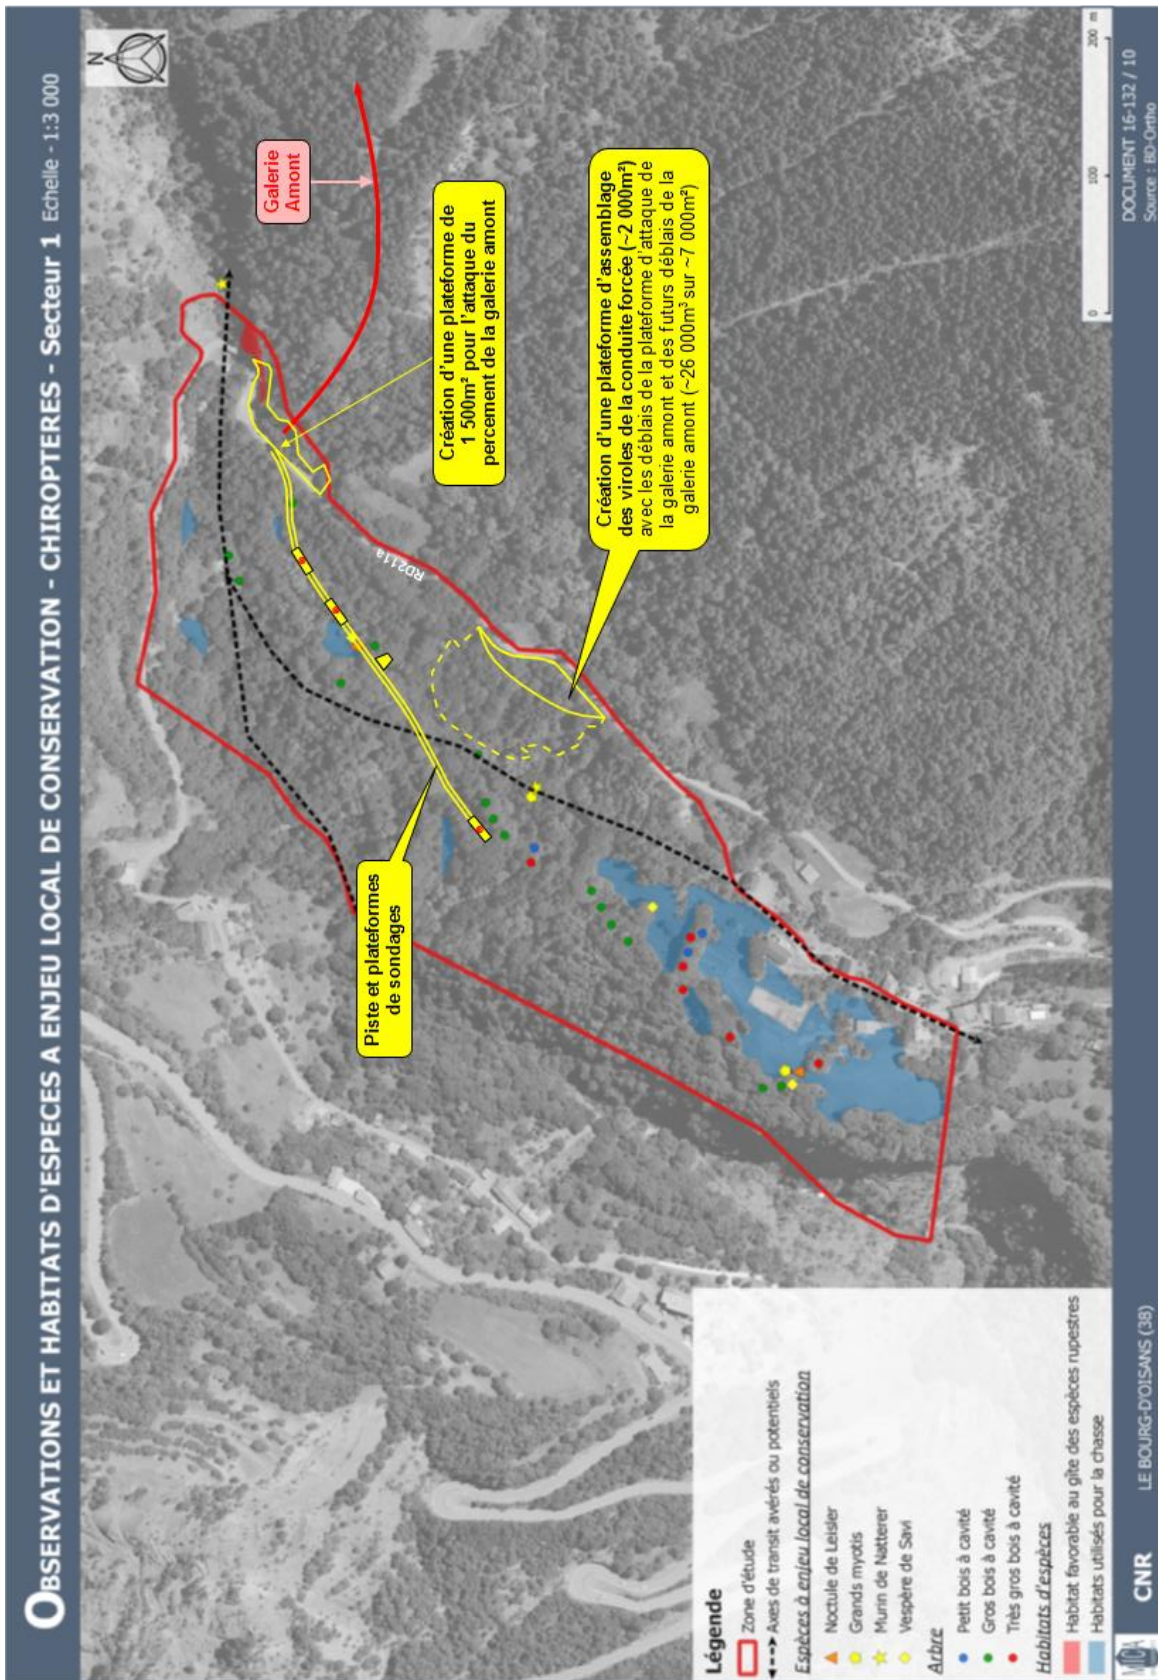 OBSERVATIONS ET HABITATS D'ESPECES A ENJEU LOCAL DE CONSERVATION - CHIROPTERES - Secteur 1 Echelle - 1:3 000
N
Galerie
Amont
Création d'une plateforme de
1 500m² pour l'attaque du
percement de la galerie amont
Création d'une plateforme d'assemblage
des viroles de la conduite forcée (~2 000m²)
avec les déblais de la plateforme d'attaque de
la galerie amont et des futurs déblais de la
galerie amont (~26 000m³ sur ~7 000m²)
RD211a
Piste et plateformes
de sondages
0 100 200 m
Légende
Zone d'étude
Axes de transit avérés ou potentiels
Espèces à enjeu local de conservation
Noctule de Leisler
Grands myotis
Murin de Natterer
Vespère de Savi
Arbre
Petit bois à cavité
Gros bois à cavité
Très gros bois à cavité
Habitats d'espèces
Habitat favorable au gîte des espèces rupestres
Habitats utilisés pour la chasse
CNR
LE BOURG-D'OISANS (38)
DOCUMENT 16-132 / 10
Source : BD-Ortho